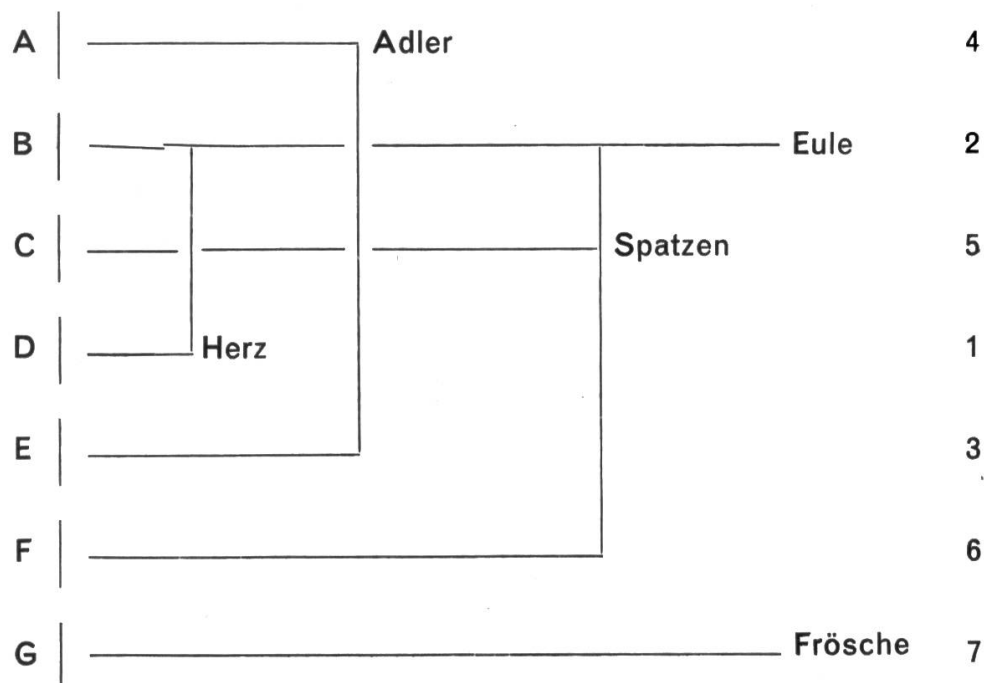 A Adler 4
B Eule 2
C Spatzen 5
D Herz 1
E 3
F 6
G Frösche 7